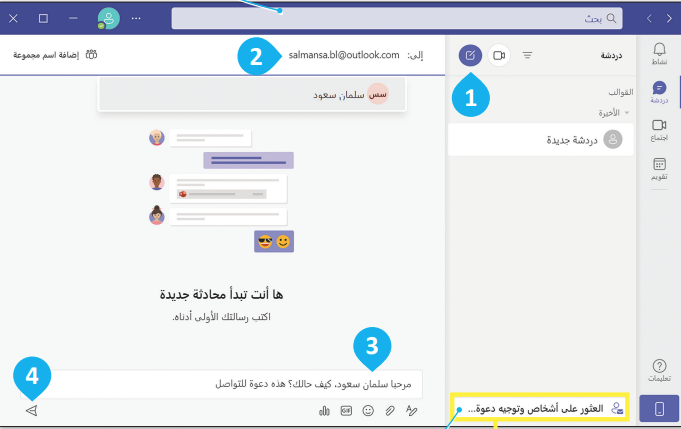 بحث
نشاط
دردشة
اجتماع
تقويم
تعليمات
دردشة
القوالب
الأخيرة
دردشة جديدة
العثور على أشخاص وتوجيه دعوة...
1
إلى: salmansa.bl@outlook.com
2
إضافة اسم مجموعة
سس سلمان سعود
ها أنت تبدأ محادثة جديدة
اكتب رسالتك الأولى أدناه.
3
مرحبا سلمان سعود، كيف حالك؟ هذه دعوة للتواصل
4
GIF